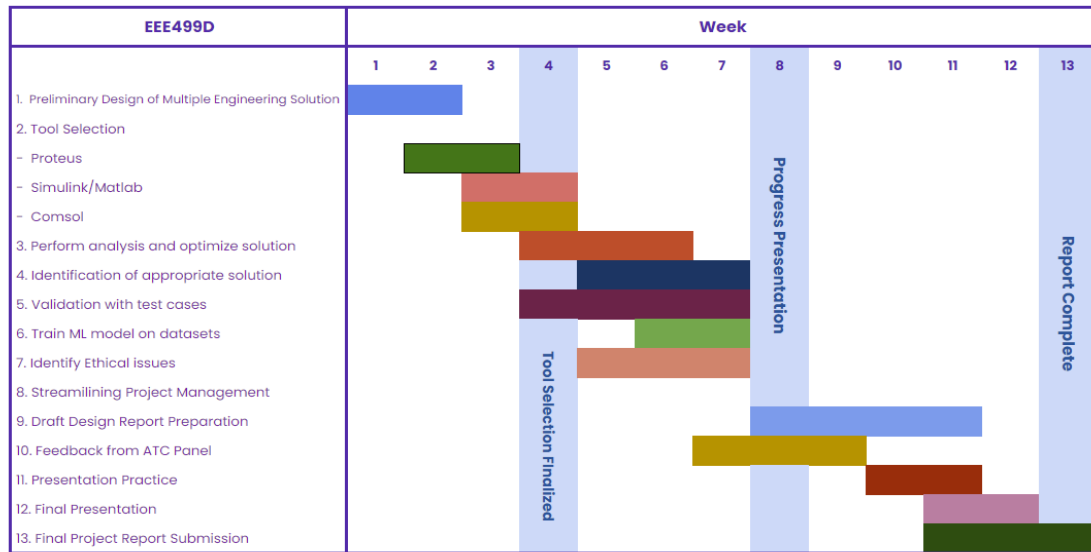 EEE499D
Week
1 2 3 4 5 6 7 8 9 10 11 12 13
1. Preliminary Design of Multiple Engineering Solution
2. Tool Selection
- Proteus
- Simulink/Matlab
- Comsol
3. Perform analysis and optimize solution
4. Identification of appropriate solution
5. Validation with test cases
6. Train ML model on datasets
7. Identify Ethical issues
8. Streamilining Project Management
9. Draft Design Report Preparation
10. Feedback from ATC Panel
11. Presentation Practice
12. Final Presentation
13. Final Project Report Submission
Tool Selection FInalized
Progress Presentation
Report Complete